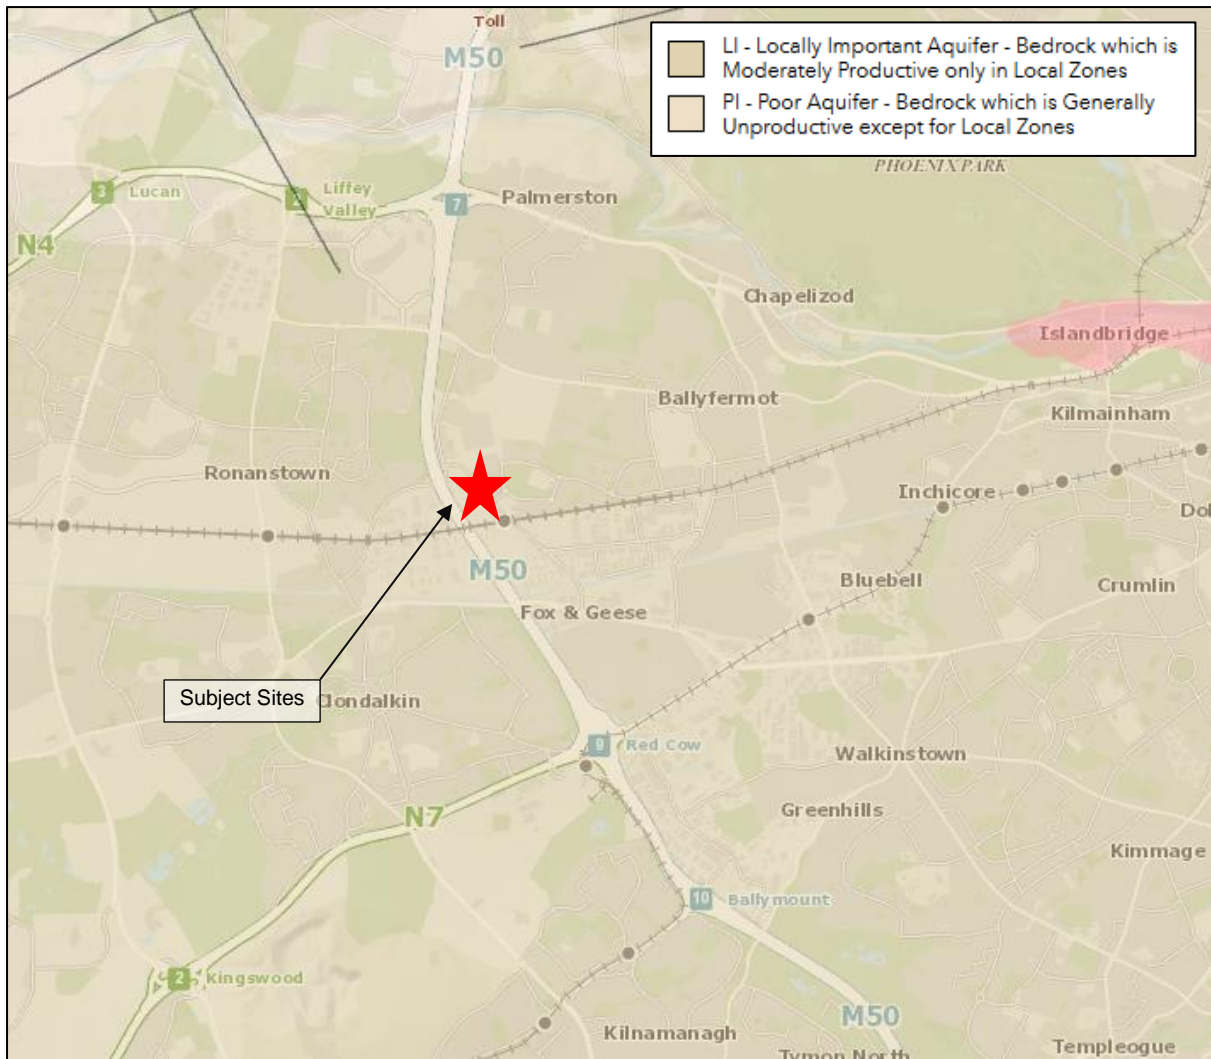 Toll
M50
LI - Locally Important Aquifer - Bedrock which is
Moderately Productive only in Local Zones
PI - Poor Aquifer - Bedrock which is Generally
Unproductive except for Local Zones
PHOENIX PARK
3
Lucan
2
Liffey
Valley
7
Palmerston
N4
Chapelizod
Islandbridge
Ballyfermot
Kilmainham
Ronanstown
Inchicore
Dol
M50
Bluebell
Crumlin
Fox & Geese
Subject Sites
Clondalkin
9
Red Cow
Walkinstown
N7
Greenhills
Kimmage
10
Ballymount
2
Kingswood
M50
Kilnamanagh
Tymon North
Templeogue